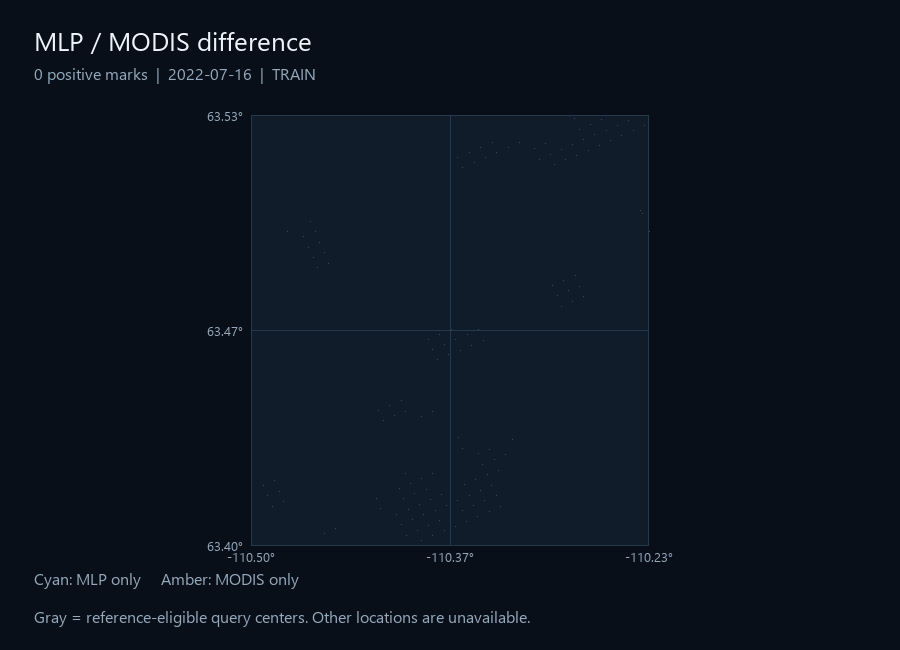 MLP / MODIS difference
0 positive marks | 2022-07-16 | TRAIN
63.53°
63.47°
63.40°
-110.50° -110.37° -110.23°
Cyan: MLP only Amber: MODIS only
Gray = reference-eligible query centers. Other locations are unavailable.